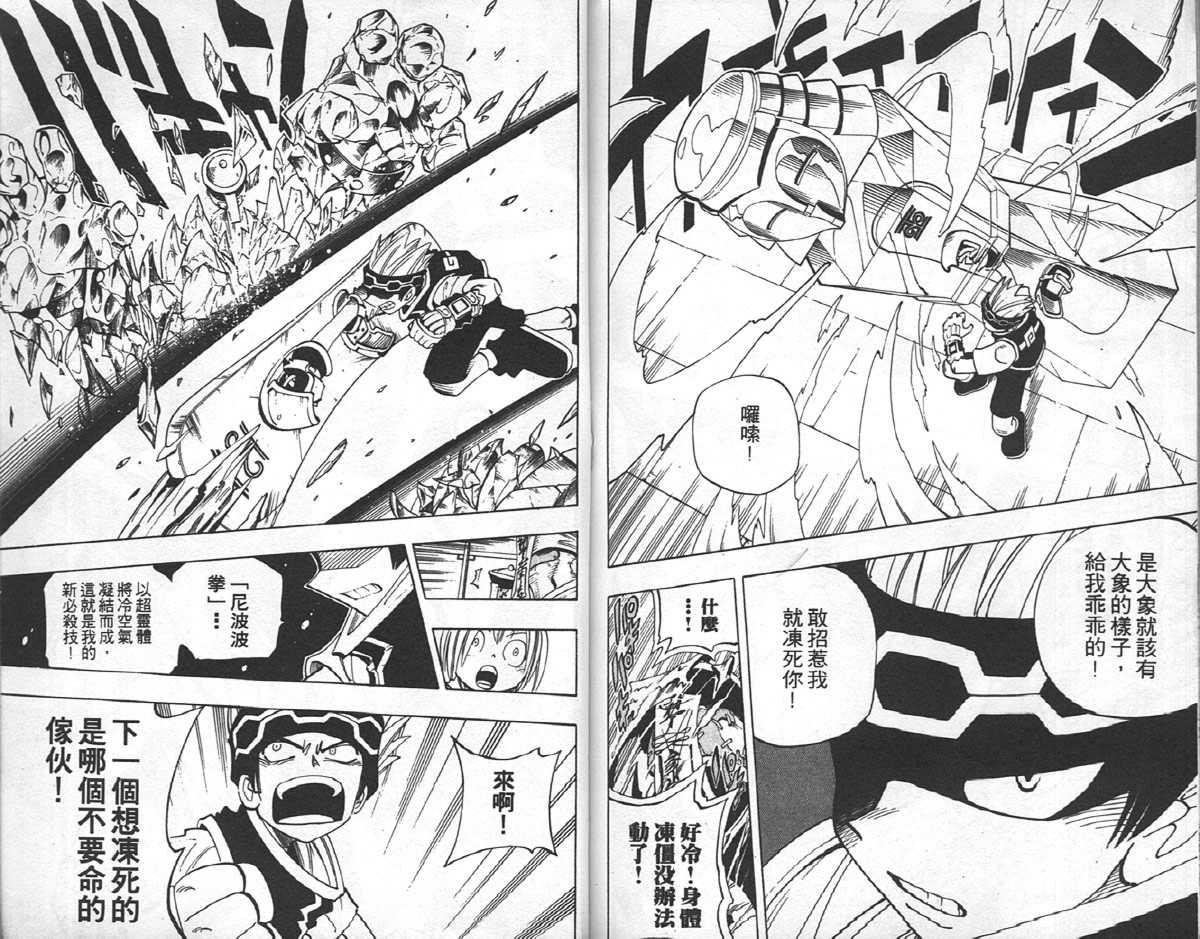 囉嗦！
是大象就該有
大象的樣子，
給我乖乖的！
敢招惹我
就凍死你！
什麼
…！
好冷！身體
凍僵没辦法
動了！
「尼波波
拳」…
以超靈體
將冷空氣
凝結而成，
這就是我的
新必殺技！
來啊！
下一個想凍死的
是哪個不要命的
傢伙！